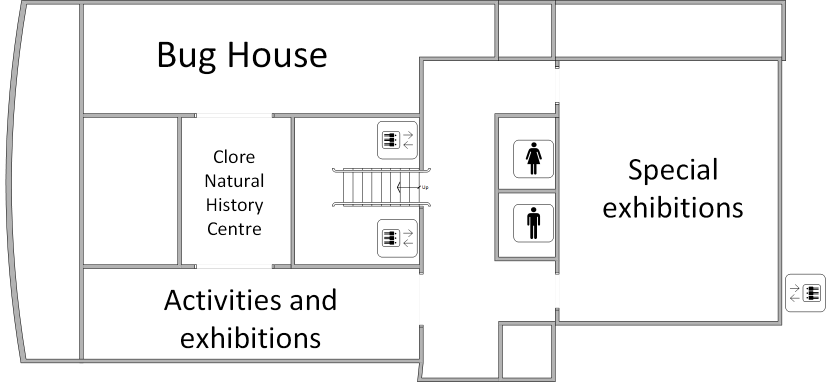 Bug House
Clore
Natural
History
Centre
Up
Special
exhibitions
Activities and
exhibitions